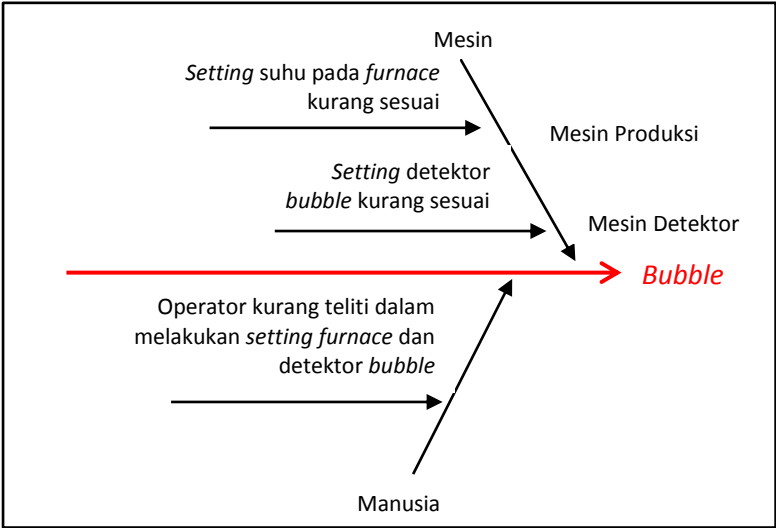 Mesin
Setting suhu pada furnace
kurang sesuai
Mesin Produksi
Setting detektor
bubble kurang sesuai
Mesin Detektor
Bubble
Operator kurang teliti dalam
melakukan setting furnace dan
detektor bubble
Manusia